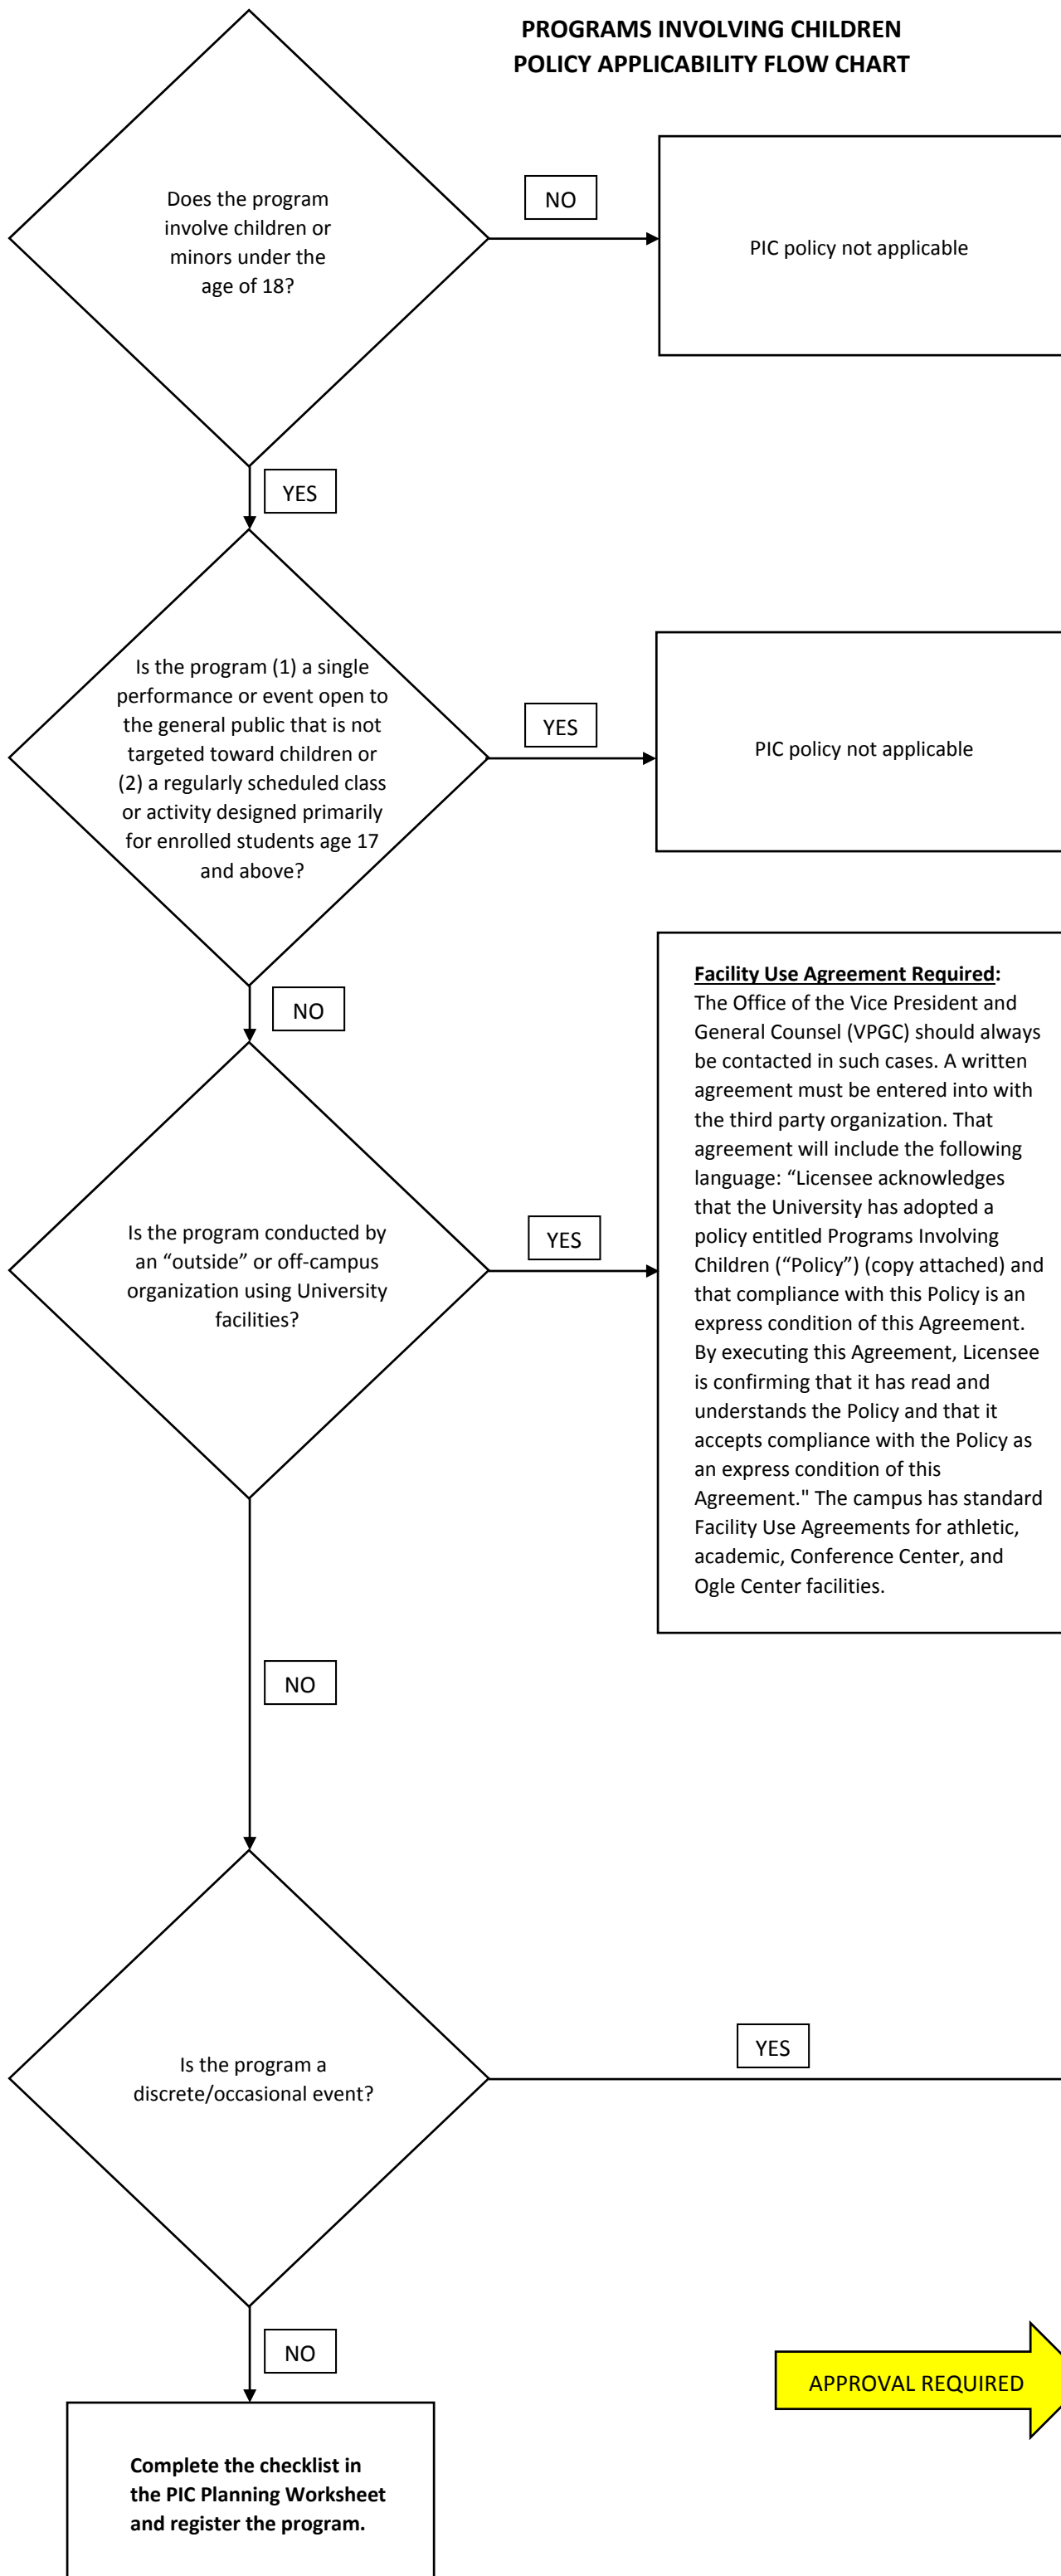 PROGRAMS INVOLVING CHILDREN
POLICY APPLICABILITY FLOW CHART
Does the program
involve children or
minors under the
age of 18?
NO
PIC policy not applicable
YES
Is the program (1) a single
performance or event open to
the general public that is not
targeted toward children or
(2) a regularly scheduled class
or activity designed primarily
for enrolled students age 17
and above?
YES
PIC policy not applicable
NO
Is the program conducted by
an “outside” or off-campus
organization using University
facilities?
YES
Facility Use Agreement Required:
The Office of the Vice President and
General Counsel (VPGC) should always
be contacted in such cases. A written
agreement must be entered into with
the third party organization. That
agreement will include the following
language: “Licensee acknowledges
that the University has adopted a
policy entitled Programs Involving
Children (“Policy”) (copy attached) and
that compliance with this Policy is an
express condition of this Agreement.
By executing this Agreement, Licensee
is confirming that it has read and
understands the Policy and that it
accepts compliance with the Policy as
an express condition of this
Agreement." The campus has standard
Facility Use Agreements for athletic,
academic, Conference Center, and
Ogle Center facilities.
NO
Is the program a
discrete/occasional event?
YES
NO
APPROVAL REQUIRED
Complete the checklist in
the PIC Planning Worksheet
and register the program.